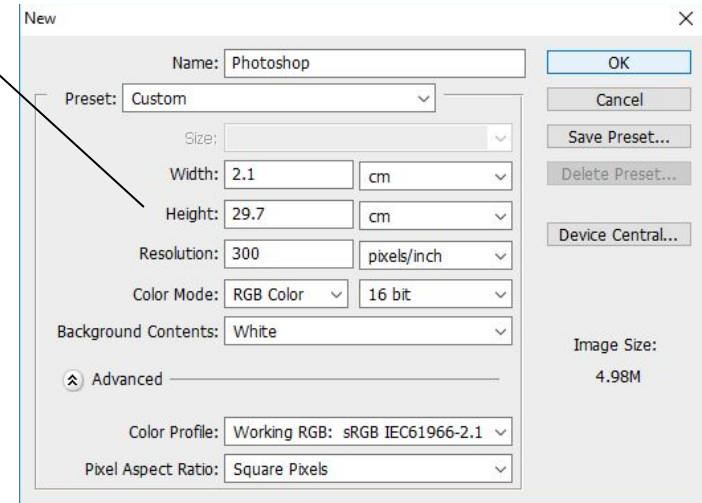 New
Name: Photoshop
OK
Preset: Custom
Cancel
Size:
Save Preset...
Width: 2.1 cm
Delete Preset...
Height: 29.7 cm
Device Central...
Resolution: 300 pixels/inch
Color Mode: RGB Color 16 bit
Background Contents: White
Image Size:
4.98M
Advanced
Color Profile: Working RGB: sRGB IEC61966-2.1
Pixel Aspect Ratio: Square Pixels